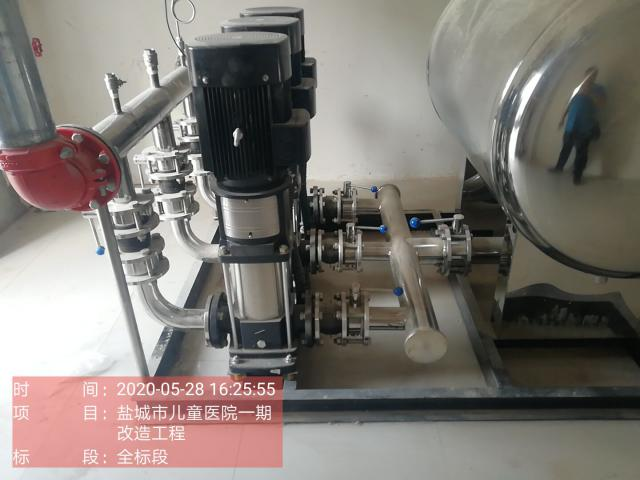 时 间：2020-05-28 16:25:55
项 目：盐城市儿童医院一期
改造工程
标 段：全标段